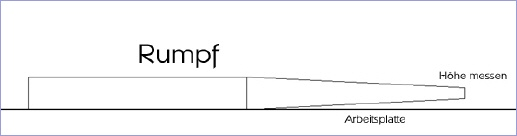 Rumpf
Höhe messen
Arbeitsplatte